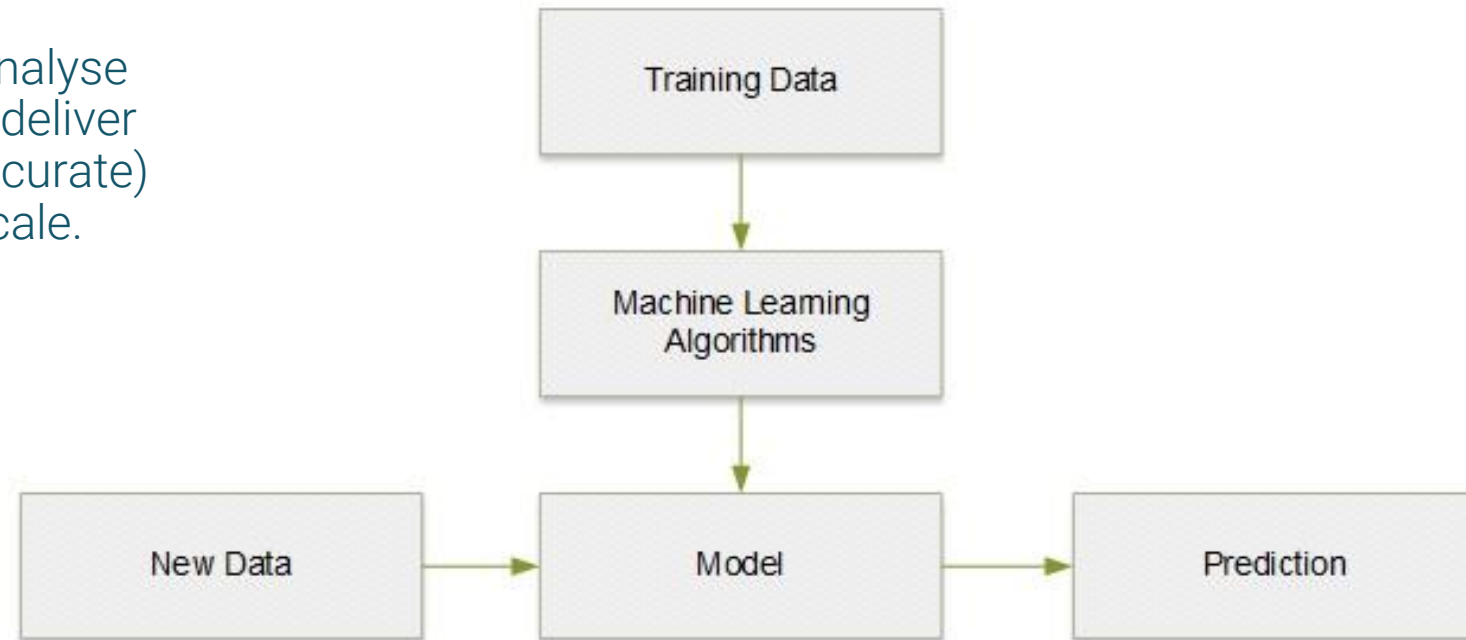 nalyse
deliver
curate)
cale.
Training Data
Machine Learning
Algorithms
New Data
Model
Prediction